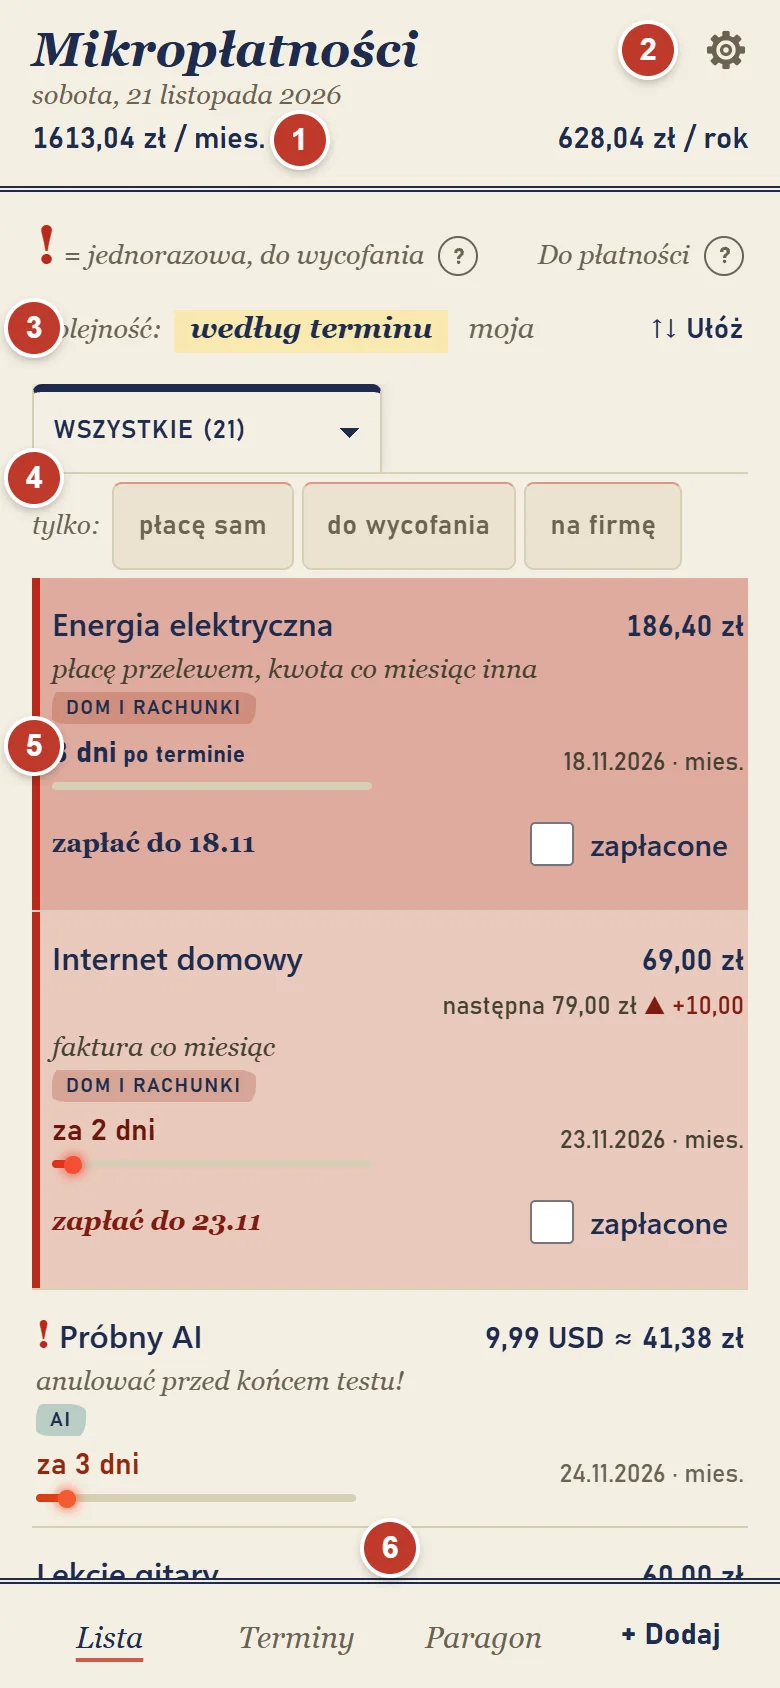 Mikropłatności
2
sobota, 21 listopada 2026
1613,04 zł / mies. 1 628,04 zł / rok
! = jednorazowa, do wycofania ? Do płatności ?
3 olejność: według terminu moja ↑↓ Ułóż
WSZYSTKIE (21)
4
tylko: płacę sam do wycofania na firmę
Energia elektryczna 186,40 zł
płacę przelewem, kwota co miesiąc inna
DOM I RACHUNKI
5 dni po terminie 18.11.2026 · mies.
zapłać do 18.11 zapłacone
Internet domowy 69,00 zł
następna 79,00 zł ▲ +10,00
faktura co miesiąc
DOM I RACHUNKI
za 2 dni 23.11.2026 · mies.
zapłać do 23.11 zapłacone
! Próbny AI 9,99 USD ≈ 41,38 zł
anulować przed końcem testu!
AI
za 3 dni 24.11.2026 · mies.
6
Lekcje gitary 60,00 zł
Lista Terminy Paragon + Dodaj